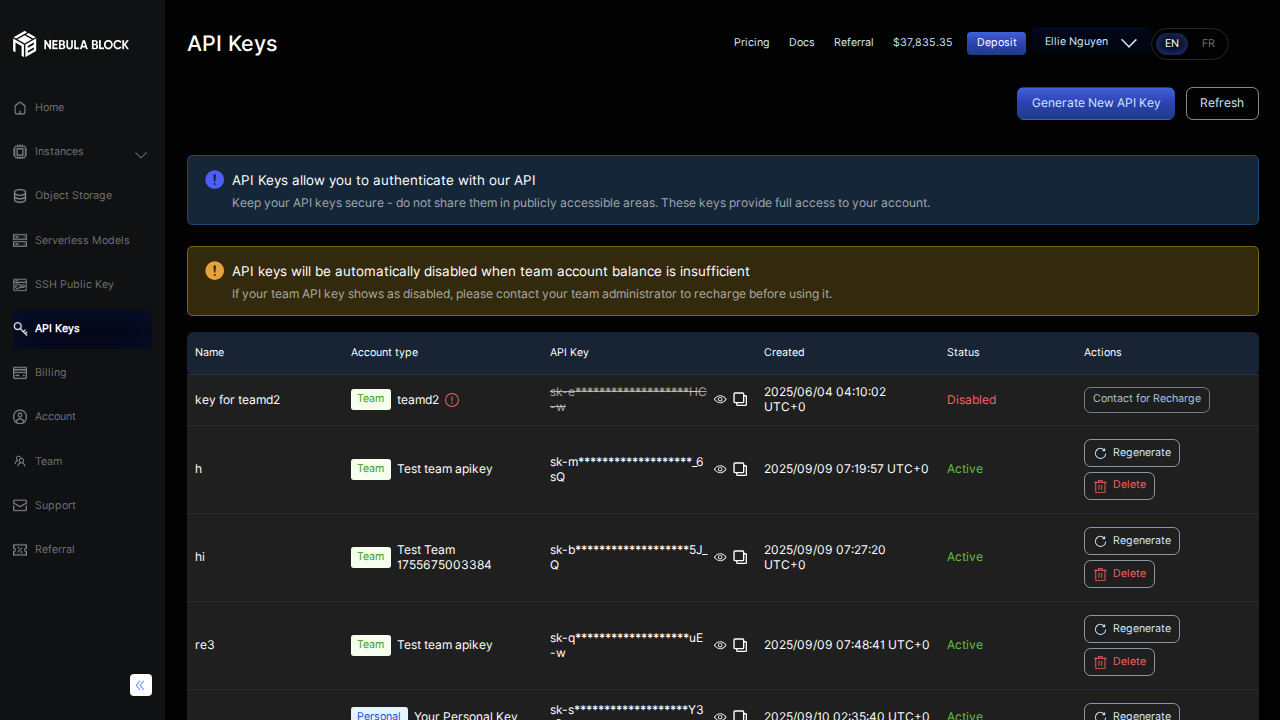 NEBULA BLOCK
Home
Instances
Object Storage
Serverless Models
SSH Public Key
API Keys
Billing
Account
Team
Support
Referral
API Keys
Pricing Docs Referral $37,835.35 Deposit Ellie Nguyen EN FR
Generate New API Key Refresh
API Keys allow you to authenticate with our API
Keep your API keys secure - do not share them in publicly accessible areas. These keys provide full access to your account.
API keys will be automatically disabled when team account balance is insufficient
If your team API key shows as disabled, please contact your team administrator to recharge before using it.
Name Account type API Key Created Status Actions
key for teamd2 Team teamd2 sk-e*******************HC
-w
2025/06/04 04:10:02
UTC+0
Disabled Contact for Recharge
h Team Test team apikey sk-m*******************_6
sQ
2025/09/09 07:19:57 UTC+0 Active Regenerate
Delete
hi Team Test Team
1755675003384
sk-b*******************5J_
Q
2025/09/09 07:27:20
UTC+0
Active Regenerate
Delete
re3 Team Test team apikey sk-q*******************uE
-w
2025/09/09 07:48:41 UTC+0 Active Regenerate
Delete
Personal Your Personal Key sk-s*******************Y3
2025/09/10 02:35:40 UTC+0 Active Regenerate